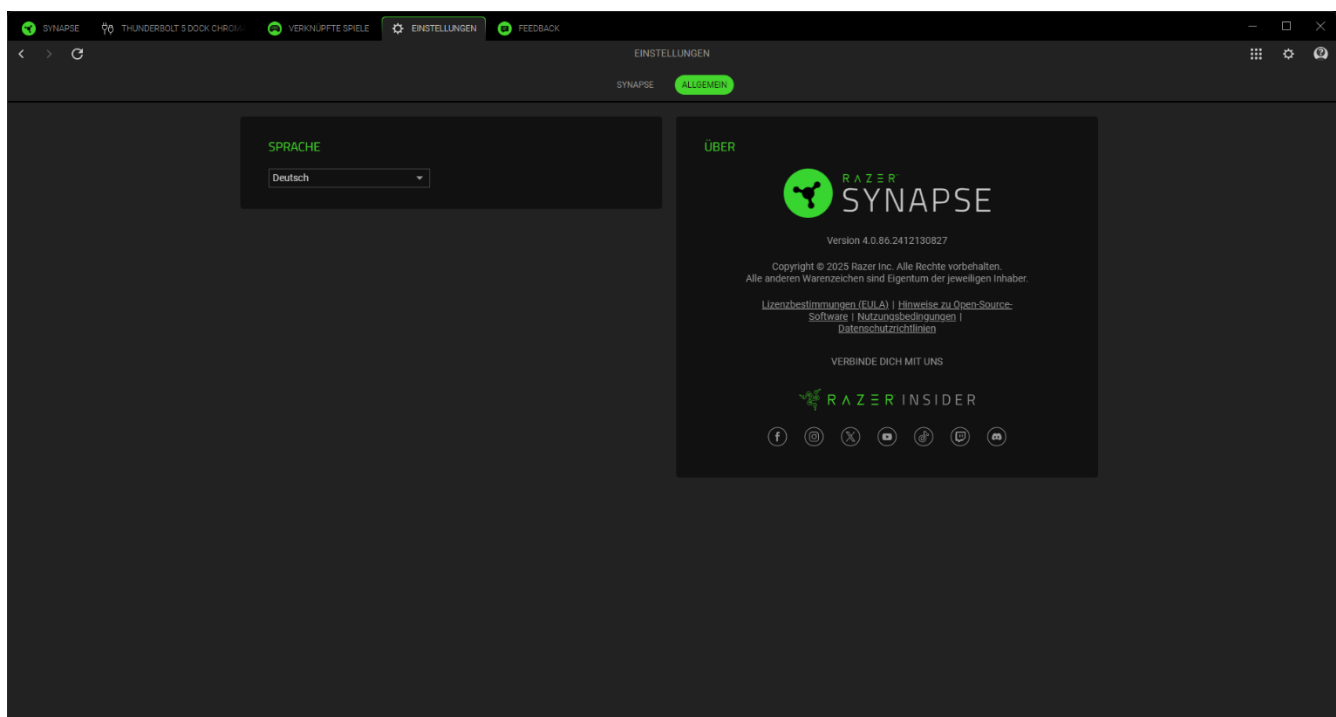 SYNAPSE THUNDERBOLT 5 DOCK CHROMA VERKNÜPFTE SPIELE EINSTELLUNGEN FEEDBACK
EINSTELLUNGEN
SYNAPSE ALLGEMEIN
SPRACHE
Deutsch
ÜBER
RAZER™
SYNAPSE
Version 4.0.86.2412130827
Copyright © 2025 Razer Inc. Alle Rechte vorbehalten.
Alle anderen Warenzeichen sind Eigentum der jeweiligen Inhaber.
Lizenzbestimmungen (EULA) | Hinweise zu Open-Source-
Software | Nutzungsbedingungen |
Datenschutzrichtlinien
VERBINDE DICH MIT UNS
RAZER INSIDER